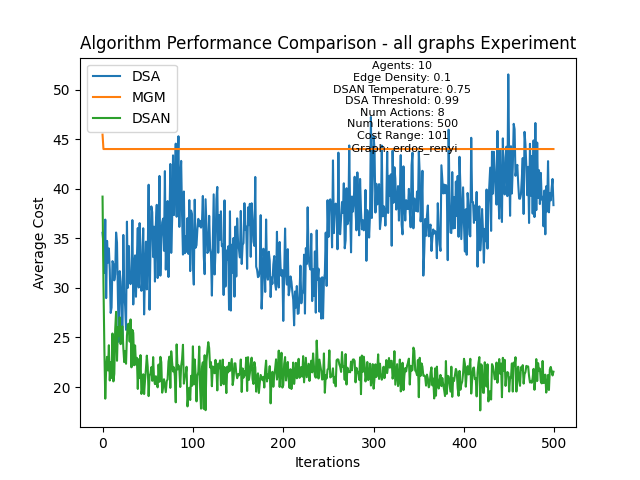 Algorithm Performance Comparison - all graphs Experiment
DSA
MGM
DSAN
Agents: 10
Edge Density: 0.1
DSAN Temperature: 0.75
DSA Threshold: 0.99
Num Actions: 8
Num Iterations: 500
Cost Range: 101
Graph: erdos_renyi
Average Cost
50
45
40
35
30
25
20
0 100 200 300 400 500
Iterations